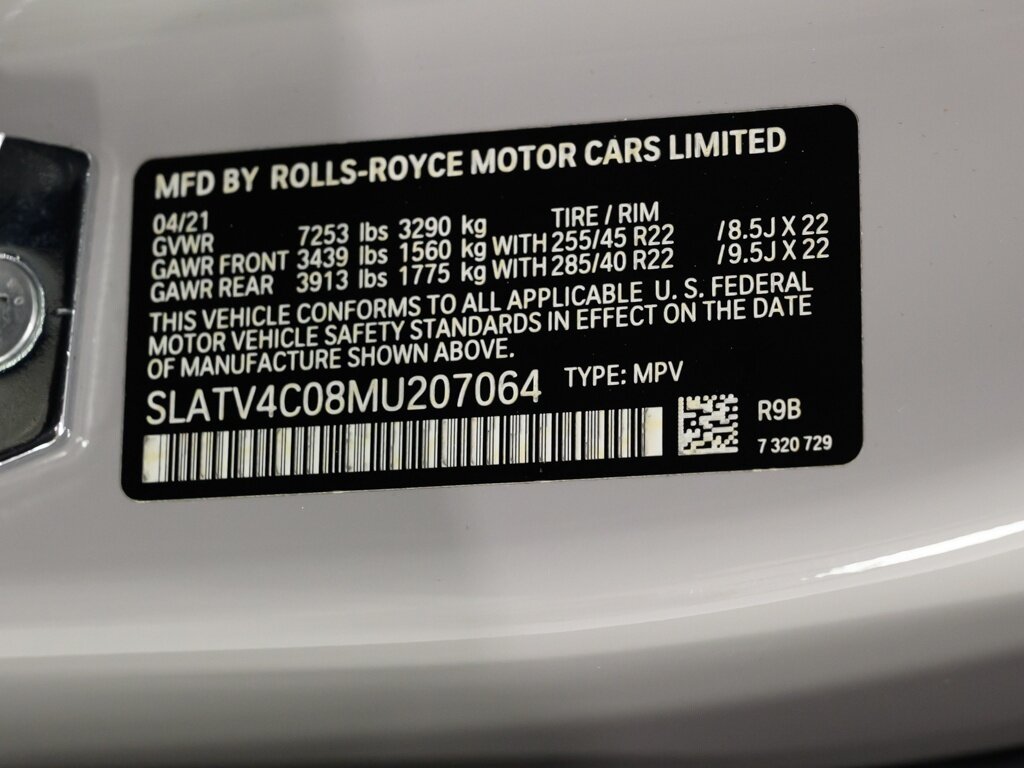 MFD BY ROLLS-ROYCE MOTOR CARS LIMITED
04/21 TIRE / RIM
GVWR 7253 lbs 3290 kg
GAWR FRONT 3439 lbs 1560 kg WITH 255/45 R22 /8.5J X 22
GAWR REAR 3913 lbs 1775 kg WITH 285/40 R22 /9.5J X 22
THIS VEHICLE CONFORMS TO ALL APPLICABLE U. S. FEDERAL
MOTOR VEHICLE SAFETY STANDARDS IN EFFECT ON THE DATE
OF MANUFACTURE SHOWN ABOVE.
SLATV4C08MU207064 TYPE: MPV
R9B
7 320 729